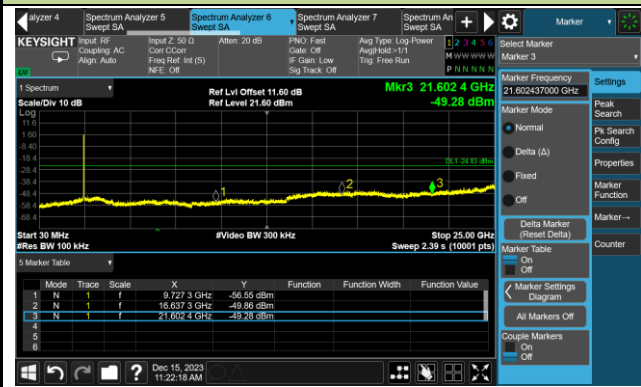 alyzer 4
Spectrum Analyzer 5
Swept SA
Spectrum Analyzer 6
Swept SA
Spectrum Analyzer 7
Swept SA
Spectrum An
Swept SA
Marker
KEYSIGHT
Input: RF
Coupling: AC
Align: Auto
Input Z: 50 Ω
Corr CCorr
Freq Ref: Int (S)
NFE: Off
Atten: 20 dB
PNO: Fast
Gate: Off
IF Gain: Low
Sig Track: Off
Avg Type: Log-Power
Avg|Hold:>1/1
Trig: Free Run
1 2 3 4 5 6
M W W W W W
P N N N N N
LW
Select Marker
Marker 3
1 Spectrum
Scale/Div 10 dB
Log
Ref Lvl Offset 11.60 dB
Ref Level 21.60 dBm
Mkr3 21.602 4 GHz
-49.28 dBm
11.6
1.60
-8.40
-18.4
-28.4
-38.4
-48.4
-58.4
-68.4
DL1 -24.83 dBm
1
2
3
Start 30 MHz
#Res BW 100 kHz
#Video BW 300 kHz
Stop 25.00 GHz
Sweep 2.39 s (10001 pts)
5 Marker Table
Mode Trace Scale X Y Function Function Width Function Value
1 N 1 f 9.727 3 GHz -56.55 dBm
2 N 1 f 16.637 3 GHz -49.86 dBm
3 N 1 f 21.602 4 GHz -49.28 dBm
4
5
6
Marker Frequency
21.602437000 GHz
Marker Mode
Normal
Delta (Δ)
Fixed
Off
Delta Marker
(Reset Delta)
Marker Table
On
Off
Marker Settings
Diagram
All Markers Off
Couple Markers
On
Off
Settings
Peak
Search
Pk Search
Config
Properties
Marker
Function
Marker→
Counter
?
Dec 15, 2023
11:22:18 AM